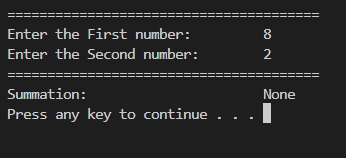 =======================================
Enter the First number:         8
Enter the Second number:        2
=======================================
Summation:                      None
Press any key to continue . . .